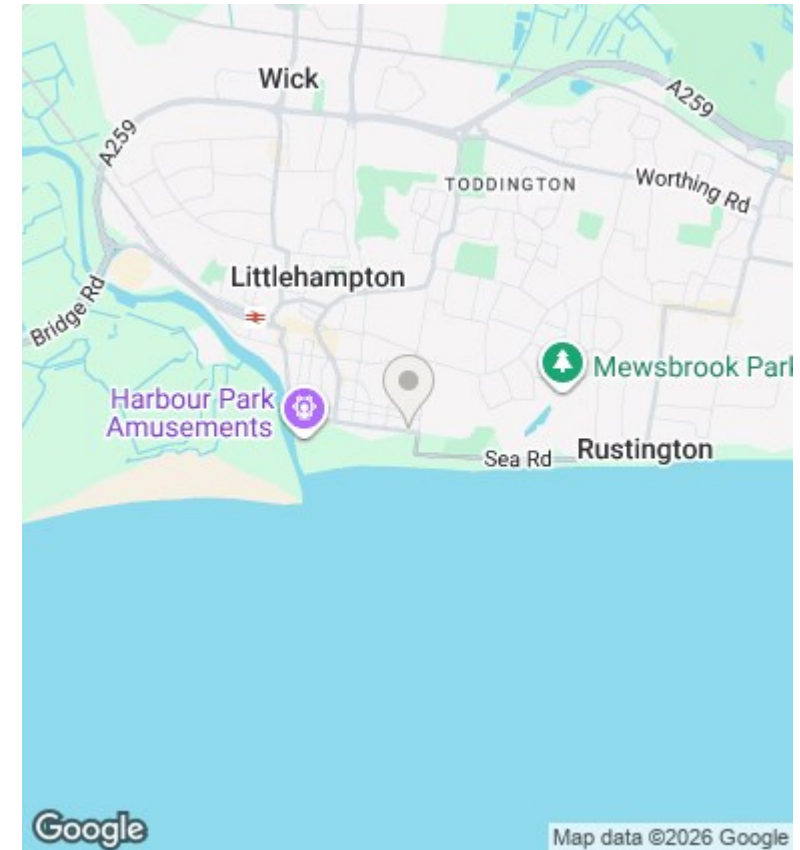 Wick
A259
A259
TODDINGTON
Worthing Rd
Littlehampton
Bridge Rd
Mewsbrook Park
Harbour Park
Amusements
Sea Rd
Rustington
Google
Map data ©2026 Google